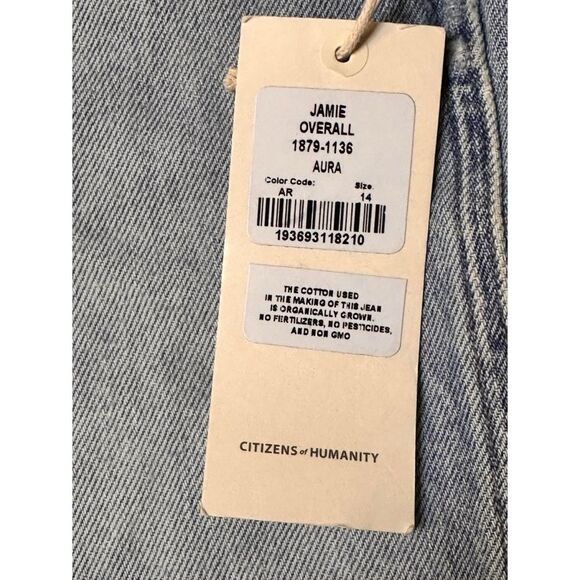 JAMIE
OVERALL
1879-1136
AURA
Color Code: Size:
AR 14
193693118210
THE COTTON USED
IN THE MAKING OF THIS JEAN
IS ORGANICALLY GROWN.
NO FERTILIZERS, NO PESTICIDES,
AND NON GMO
CITIZENS of HUMANITY